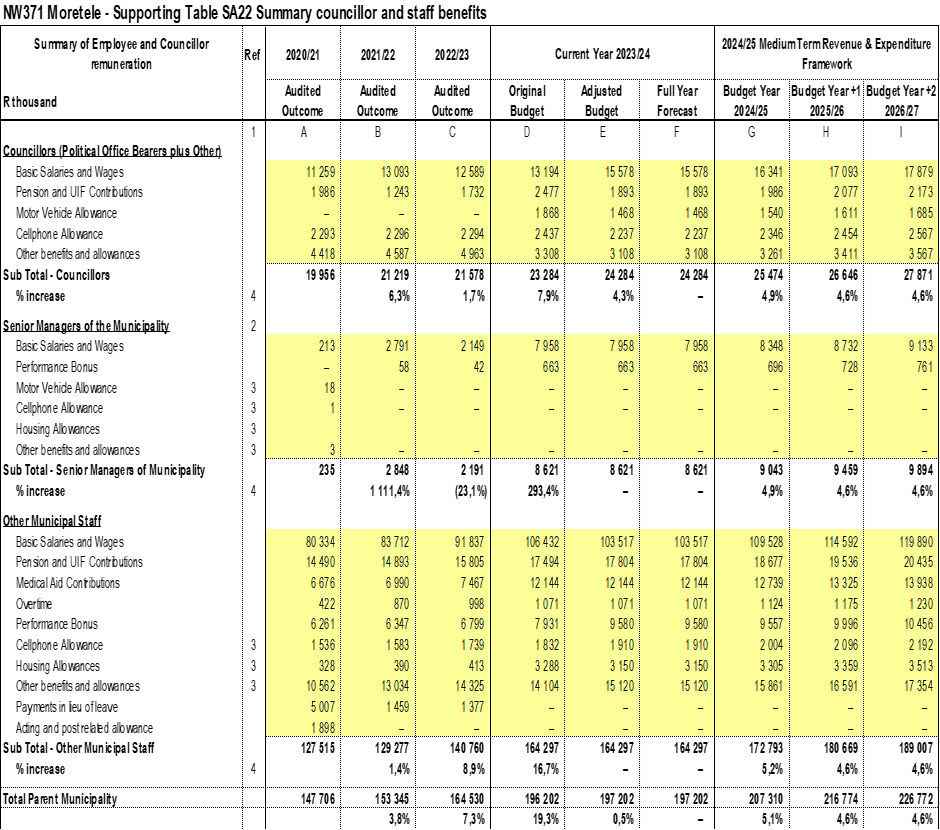 NW371 Moretele - Supporting Table SA22 Summary councillor and staff benefits
Summary of Employee and Councillor remuneration Ref 2020/21 2021/22 2022/23 Current Year 2023/24 2024/25 Medium Term Revenue & Expenditure Framework
R thousand Audited Outcome Audited Outcome Audited Outcome Original Budget Adjusted Budget Full Year Forecast Budget Year 2024/25 Budget Year +1 2025/26 Budget Year +2 2026/27
1 A B C D E F G H I
Councillors (Political Office Bearers plus Other)
Basic Salaries and Wages 11 259 13 093 12 589 13 194 15 578 15 578 16 341 17 093 17 879
Pension and UIF Contributions 1 986 1 243 1 732 2 477 1 893 1 893 1 986 2 077 2 173
Motor Vehicle Allowance – – – 1 868 1 468 1 468 1 540 1 611 1 685
Cellphone Allowance 2 293 2 296 2 294 2 437 2 237 2 237 2 346 2 454 2 567
Other benefits and allowances 4 418 4 587 4 963 3 308 3 108 3 108 3 261 3 411 3 567
Sub Total - Councillors 19 956 21 219 21 578 23 284 24 284 24 284 25 474 26 646 27 871
% increase 4 6,3% 1,7% 7,9% 4,3% – 4,9% 4,6% 4,6%
Senior Managers of the Municipality 2
Basic Salaries and Wages 213 2 791 2 149 7 958 7 958 7 958 8 348 8 732 9 133
Performance Bonus – 58 42 663 663 663 696 728 761
Motor Vehicle Allowance 3 18 – – – – – – – –
Cellphone Allowance 3 1 – – – – – – – –
Housing Allowances 3
Other benefits and allowances 3 3 – – – – – – – –
Sub Total - Senior Managers of Municipality 235 2 848 2 191 8 621 8 621 8 621 9 043 9 459 9 894
% increase 4 1 111,4% (23,1%) 293,4% – – 4,9% 4,6% 4,6%
Other Municipal Staff
Basic Salaries and Wages 80 334 83 712 91 837 106 432 103 517 103 517 109 528 114 592 119 890
Pension and UIF Contributions 14 490 14 893 15 805 17 494 17 804 17 804 18 677 19 536 20 435
Medical Aid Contributions 6 676 6 990 7 467 12 144 12 144 12 144 12 739 13 325 13 938
Overtime 422 870 998 1 071 1 071 1 071 1 124 1 175 1 230
Performance Bonus 6 261 6 347 6 799 7 931 9 580 9 580 9 557 9 996 10 456
Cellphone Allowance 3 1 536 1 583 1 739 1 832 1 910 1 910 2 004 2 096 2 192
Housing Allowances 3 328 390 413 3 288 3 150 3 150 3 305 3 359 3 513
Other benefits and allowances 3 10 562 13 034 14 325 14 104 15 120 15 120 15 861 16 591 17 354
Payments in lieu of leave 5 007 1 459 1 377 – – – – – –
Acting and post related allowance 1 898 – – – – – – – –
Sub Total - Other Municipal Staff 127 515 129 277 140 760 164 297 164 297 164 297 172 793 180 669 189 007
% increase 4 1,4% 8,9% 16,7% – – 5,2% 4,6% 4,6%
Total Parent Municipality 147 706 153 345 164 530 196 202 197 202 197 202 207 310 216 774 226 772
3,8% 7,3% 19,3% 0,5% – 5,1% 4,6% 4,6%